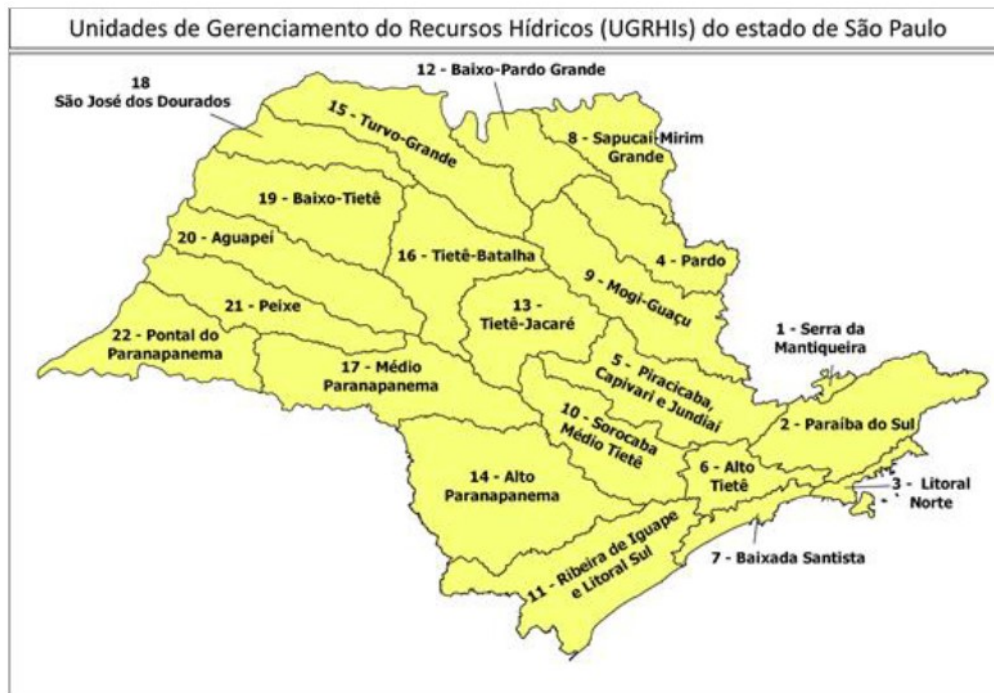 Unidades de Gerenciamento do Recursos Hídricos (UGRHIs) do estado de São Paulo
12 - Baixo-Pardo Grande
18
São José dos Dourados
15 - Turvo-Grande
8 - Sapucaí-Mirim
Grande
19 - Baixo-Tietê
20 - Aguapeí
16 - Tietê-Batalha
4 - Pardo
9 - Mogi-Guaçu
21 - Peixe
13 -
Tietê-Jacaré
22 - Pontal do
Paranapanema
17 - Médio
Paranapanema
1 - Serra da
Mantiqueira
5 - Piracicaba,
Capivari e Jundiaí
2 - Paraíba do Sul
10 - Sorocaba
Médio Tietê
6 - Alto
Tietê
14 - Alto
Paranapanema
3 - Litoral
Norte
11 - Ribeira de Iguape
e Litoral Sul
7 - Baixada Santista